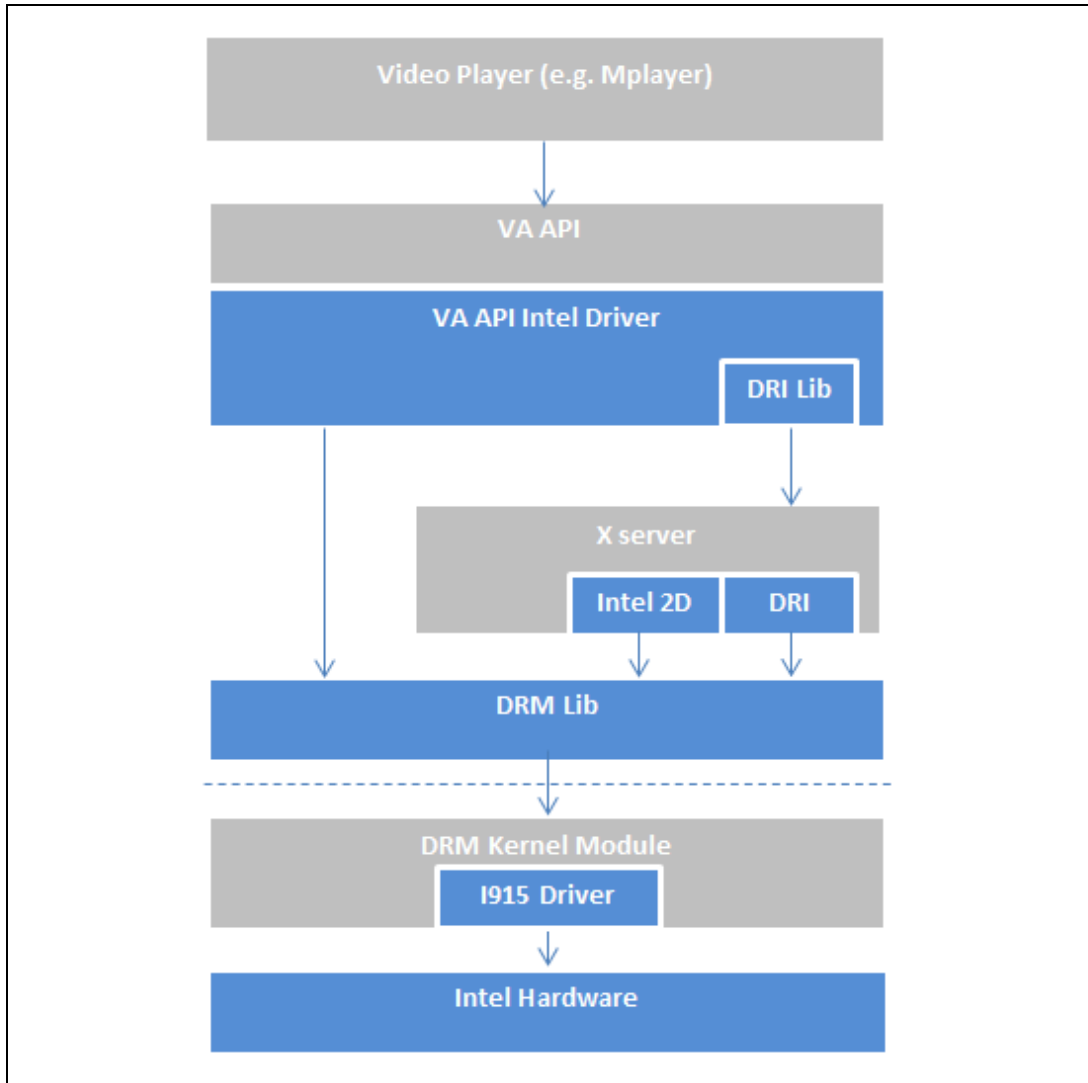 Video Player (e.g. Mplayer)
VA API
VA API Intel Driver
DRI Lib
X server
Intel 2D
DRI
DRM Lib
DRM Kernel Module
I915 Driver
Intel Hardware